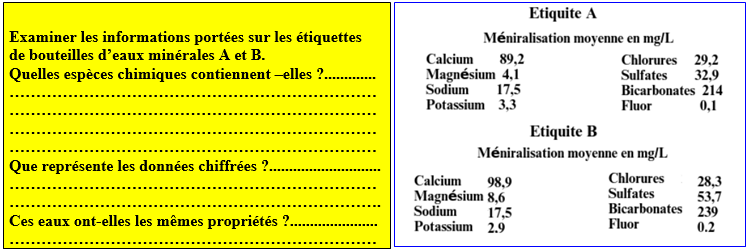 Examiner les informations portées sur les étiquettes
de bouteilles d'eaux minérales A et B.
Quelles espèces chimiques contiennent –elles ?.............
……………………………………………………………………
……………………………………………………………………
……………………………………………………………………
……………………………………………………………………
Que représente les données chiffrées ?............................
……………………………………………………………………
……………………………………………………………………
Ces eaux ont-elles les mêmes propriétés ?......................
……………………………………………………………………
Etiquite A
Méniralisation moyenne en mg/L
Calcium 89,2 Chlorures 29,2
Magnésium 4,1 Sulfates 32,9
Sodium 17,5 Bicarbonates 214
Potassium 3,3 Fluor 0,1
Etiquite B
Méniralisation moyenne en mg/L
Calcium 98,9 Chlorures 28,3
Magnésium 8,6 Sulfates 53,7
Sodium 17,5 Bicarbonates 239
Potassium 2.9 Fluor 0.2